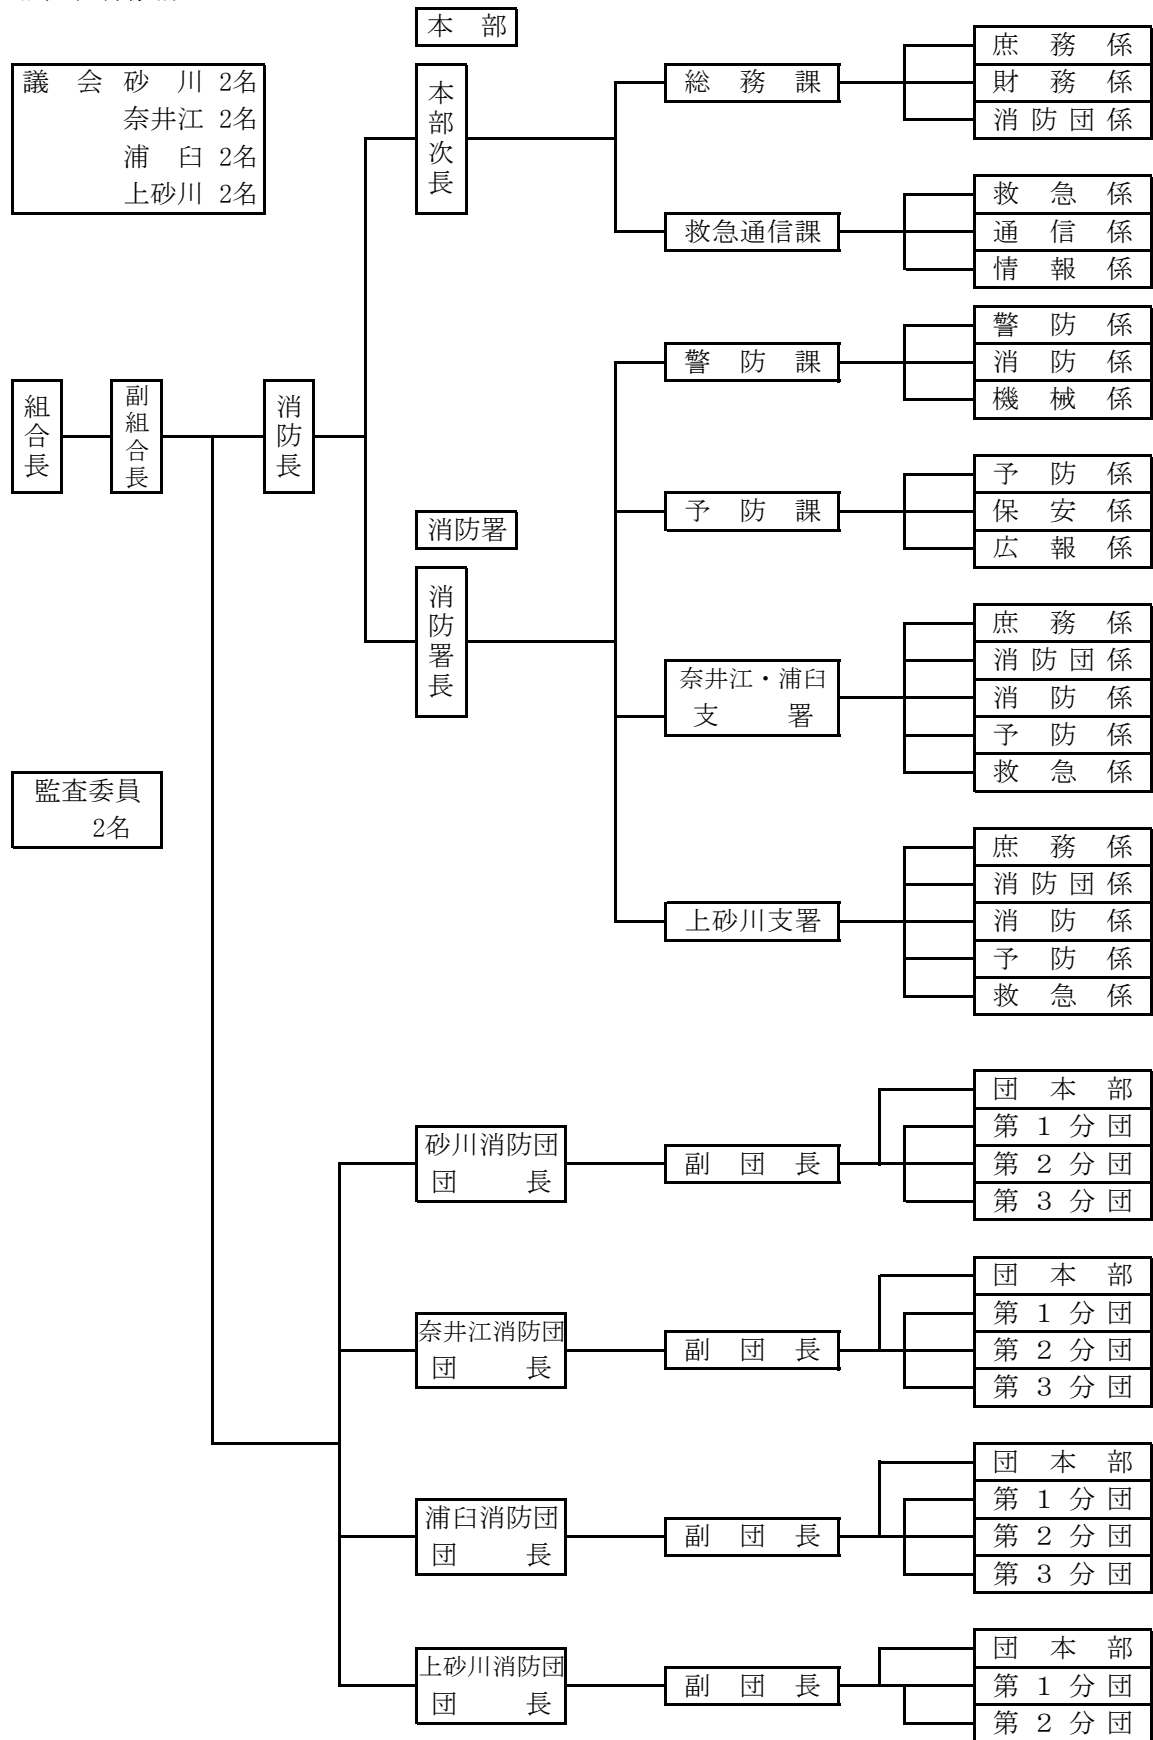 本　部
議　会 砂　川 2名
奈井江 2名
浦　臼 2名
上砂川 2名
本部次長
総務課
庶務係
財務係
消防団係
救急通信課
救急係
通信係
情報係
組合長
副組合長
消防長
消防署
消防署長
警防課
警防係
消防係
機械係
予防課
予防係
保安係
広報係
奈井江・浦臼
支　署
庶務係
消防団係
消防係
予防係
救急係
上砂川支署
庶務係
消防団係
消防係
予防係
救急係
監査委員
2名
砂川消防団
団　長
副団長
団本部
第１分団
第２分団
第３分団
奈井江消防団
団　長
副団長
団本部
第１分団
第２分団
第３分団
浦臼消防団
団　長
副団長
団本部
第１分団
第２分団
第３分団
上砂川消防団
団　長
副団長
団本部
第１分団
第２分団